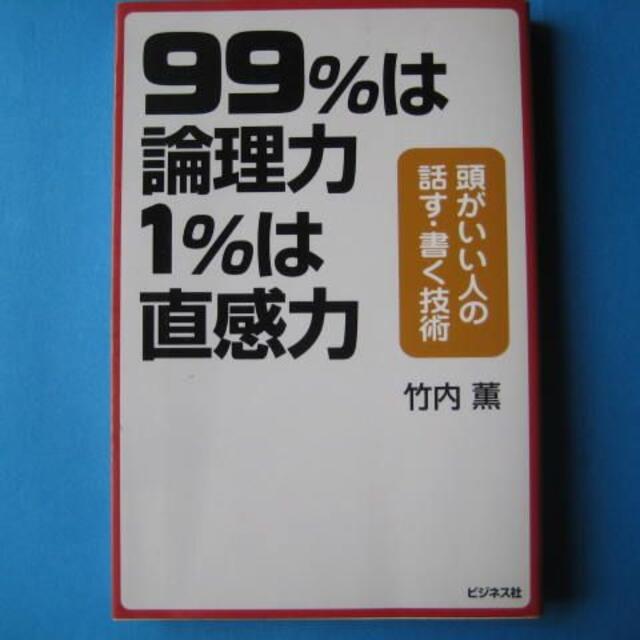 99%は
論理力
1%は
直感力
頭がいい人の
話す・書く技術
竹内 薫
ビジネス社